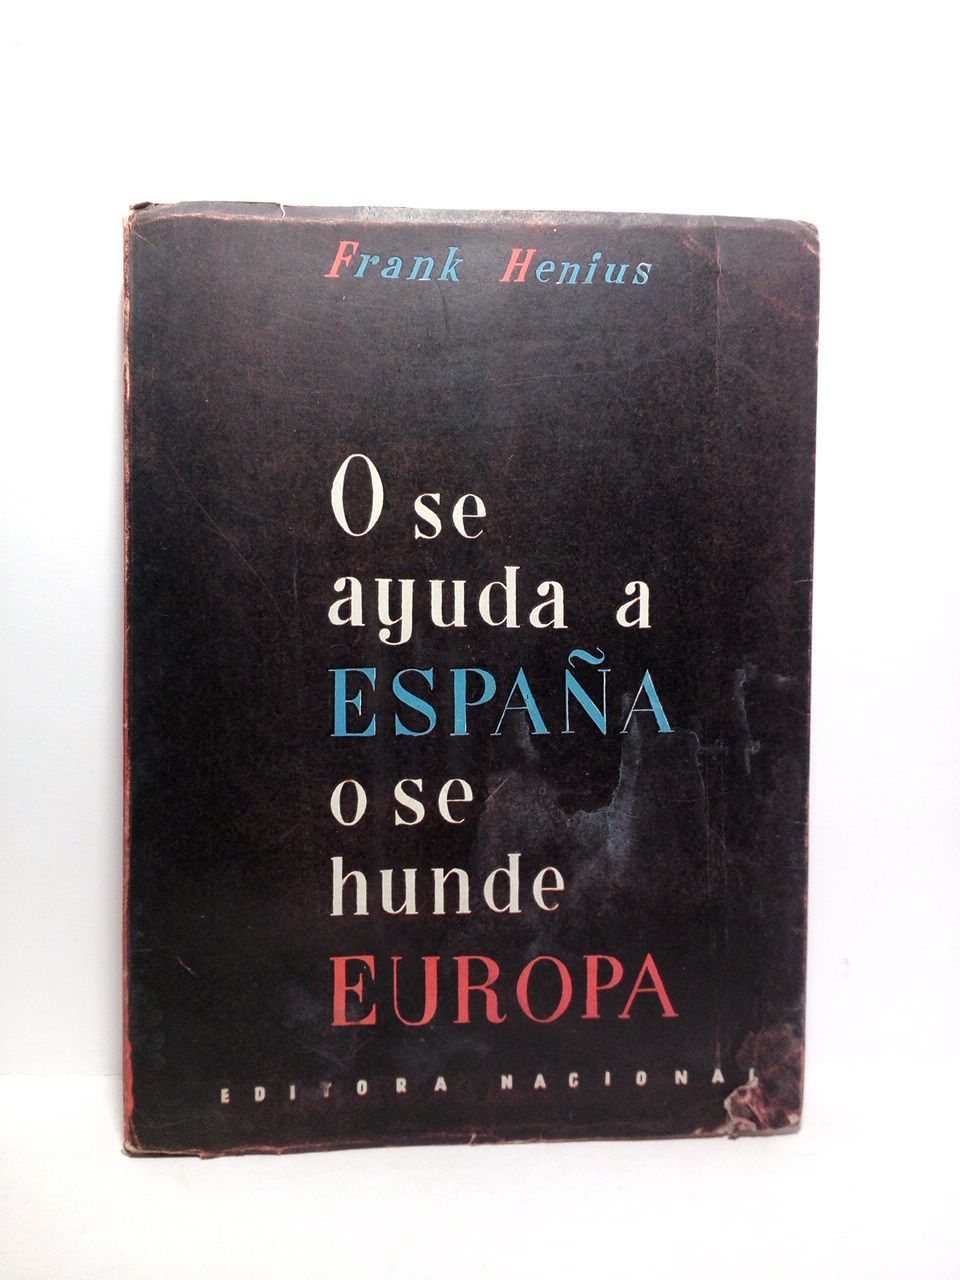 Frank Henius
O se
ayuda a
ESPAÑA
o se
hunde
EUROPA
EDITORA NACIONAL